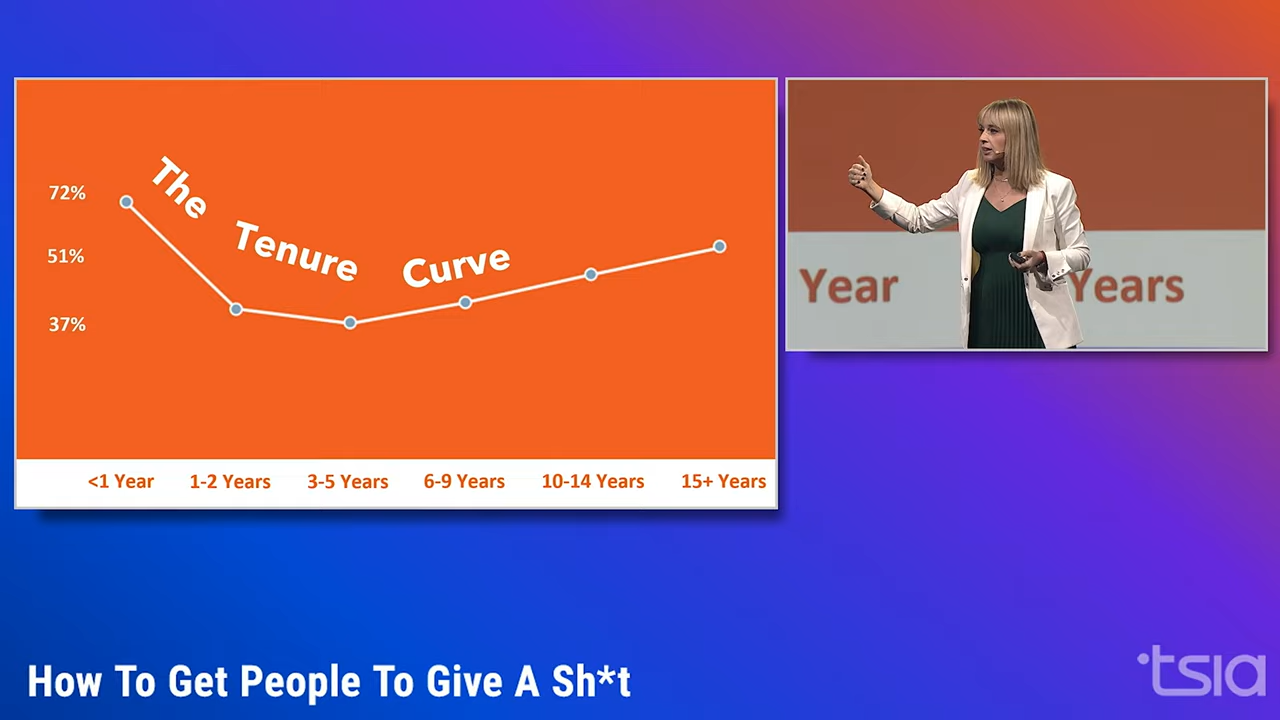 The Tenure Curve
72%
51%
37%
<1 Year 1-2 Years 3-5 Years 6-9 Years 10-14 Years 15+ Years
Year Years
How To Get People To Give A Sh*t
tsia